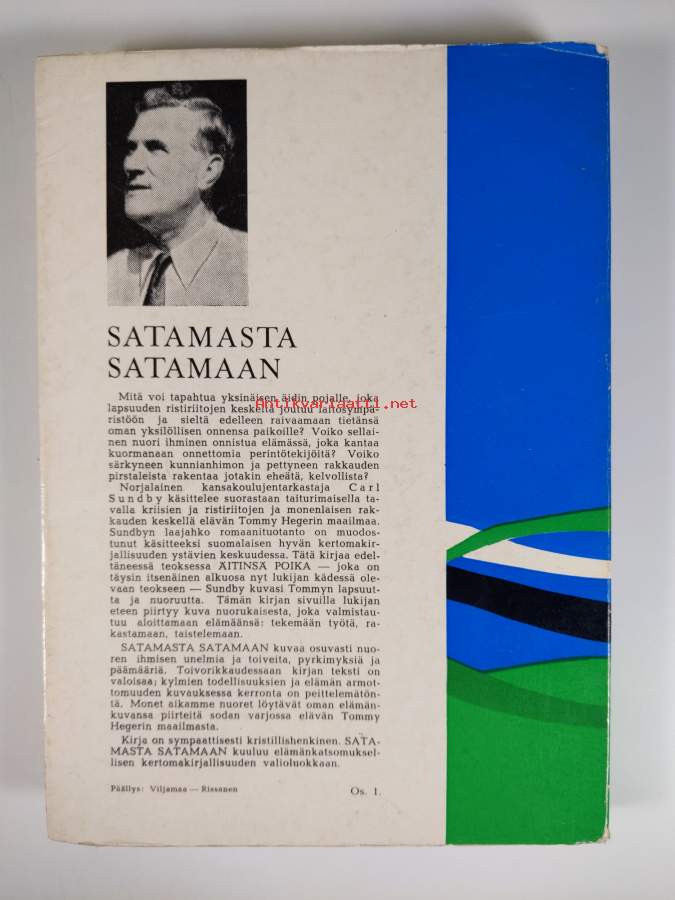 SATAMASTA
SATAMAAN
Mitä voi tapahtua yksinäisen äidin pojalle, joka
lapsuuden ristiriitojen keskeltä joutuu laitosympä-
ristöön ja sieltä edelleen raivaamaan tietänsä
oman yksilöllisen onnensa paikoille? Voiko sellai-
nen nuori ihminen onnistua elämässä, joka kantaa
kuormanaan onnettomia perintötekijöitä? Voiko
särkyneen kunnianhimon ja pettyneen rakkauden
pirstaleista rakentaa jotakin eheätä, kelvollista?
Norjalainen kansakoulujentarkastaja Carl
Sundby käsittelee suorastaan taiturimaisella ta-
valla kriisien ja ristiriitojen ja monenlaisen rak-
kauden keskellä elävän Tommy Hegerin maailmaa.
Sundbyn laajahko romaanituotanto on muodos-
tunut käsitteeksi suomalaisen hyvän kertomakir-
jallisuuden ystävien keskuudessa. Tätä kirjaa edel-
täneessä teoksessa ÄITINSÄ POIKA — joka on
täysin itsenäinen alkuosa nyt lukijan kädessä ole-
vaan teokseen — Sundby kuvasi Tommyn lapsuut-
ta ja nuoruutta. Tämän kirjan sivuilla lukijan
eteen piirtyy kuva nuorukaisesta, joka valmistau-
tuu aloittamaan elämäänsä: tekemään työtä, ra-
kastamaan, taistelemaan.
SATAMASTA SATAMAAN kuvaa osuvasti nuo-
ren ihmisen unelmia ja toiveita, pyrkimyksiä ja
päämääriä. Toivorikkaudessaan kirjan teksti on
valoisaa; kylmien todellisuuksien ja elämän armot-
tomuuden kuvauksessa kerronta on peittelemätön-
tä. Monet aikamme nuoret löytävät oman elämän-
kuvansa piirteitä sodan varjossa elävän Tommy
Hegerin maailmasta.
Kirja on sympaattisesti kristillishenkinen. SATA-
MASTA SATAMAAN kuuluu elämänkatsomuksel-
lisen kertomakirjallisuuden valioluokkaan.
Päällys: Viljamaa — Rissanen Os. 1.
Antikvariaatti.net